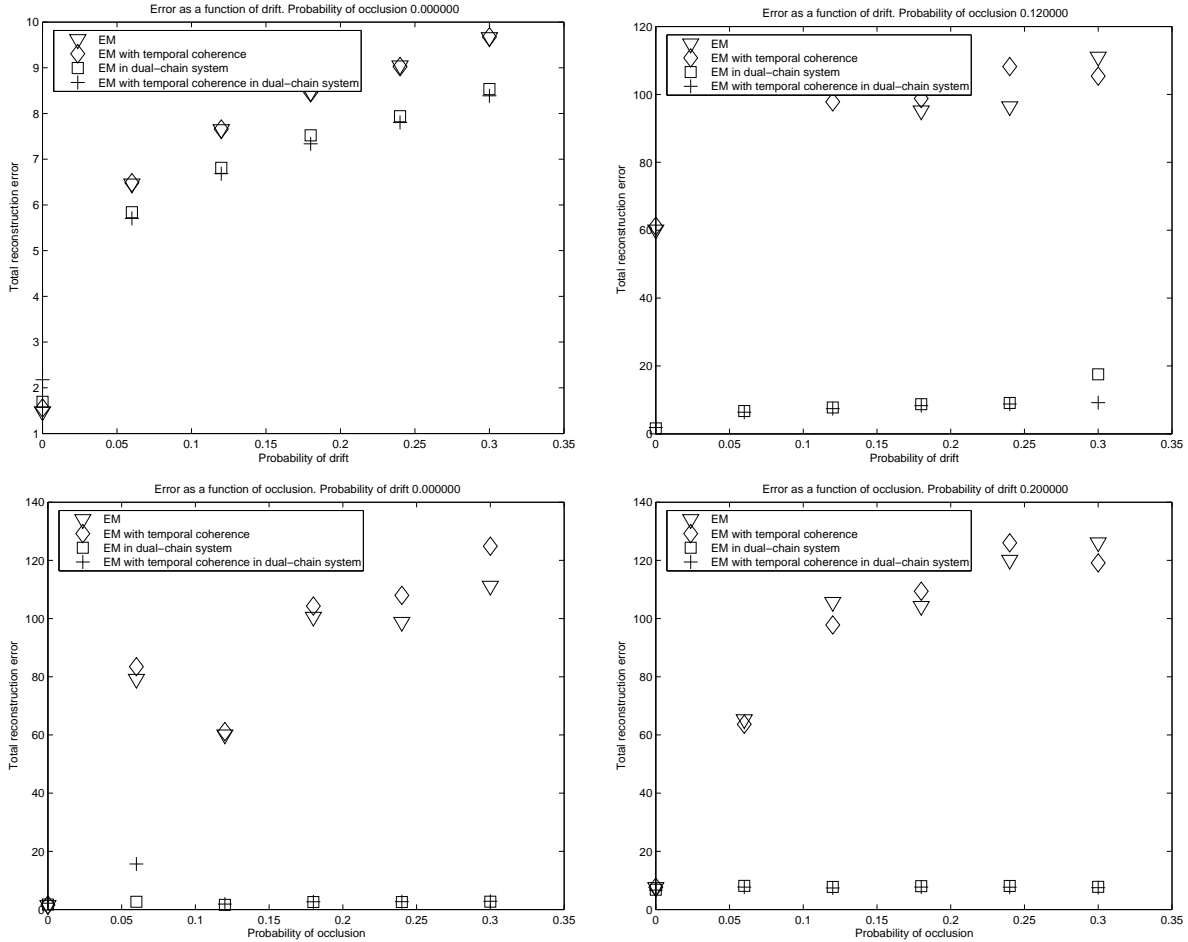 Error as a function of drift. Probability of occlusion 0.000000
10
9
8
7
6
5
4
3
2
1
0
0.05
0.1
0.15
0.2
0.25
0.3
0.35
Total reconstruction error
Probability of drift
EM
EM with temporal coherence
EM in dual−chain system
EM with temporal coherence in dual−chain system
Error as a function of drift. Probability of occlusion 0.120000
120
100
80
60
40
20
0
0
0.05
0.1
0.15
0.2
0.25
0.3
0.35
Total reconstruction error
Probability of drift
EM
EM with temporal coherence
EM in dual−chain system
EM with temporal coherence in dual−chain system
Error as a function of occlusion. Probability of drift 0.000000
140
120
100
80
60
40
20
0
0
0.05
0.1
0.15
0.2
0.25
0.3
0.35
Total reconstruction error
Probability of occlusion
EM
EM with temporal coherence
EM in dual−chain system
EM with temporal coherence in dual−chain system
Error as a function of occlusion. Probability of drift 0.200000
140
120
100
80
60
40
20
0
0
0.05
0.1
0.15
0.2
0.25
0.3
0.35
Total reconstruction error
Probability of occlusion
EM
EM with temporal coherence
EM in dual−chain system
EM with temporal coherence in dual−chain system